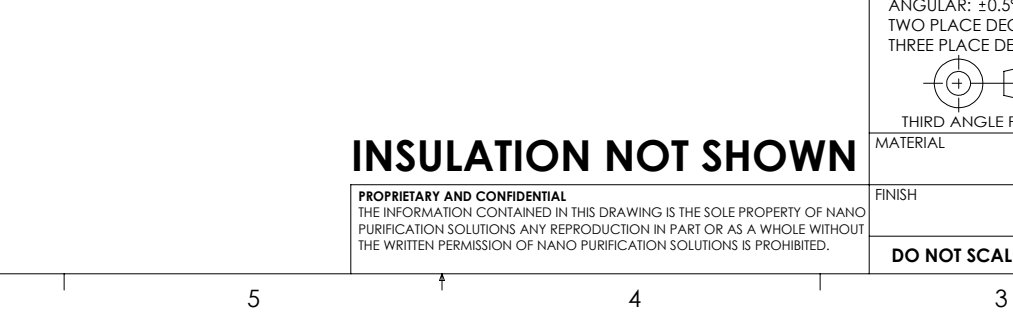 ANGULAR: ±0.5°
TWO PLACE DEC
THREE PLACE DE
THIRD ANGLE P
INSULATION NOT SHOWN
MATERIAL
PROPRIETARY AND CONFIDENTIAL
THE INFORMATION CONTAINED IN THIS DRAWING IS THE SOLE PROPERTY OF NANO
PURIFICATION SOLUTIONS ANY REPRODUCTION IN PART OR AS A WHOLE WITHOUT
THE WRITTEN PERMISSION OF NANO PURIFICATION SOLUTIONS IS PROHIBITED.
FINISH
DO NOT SCAL
5 4 3